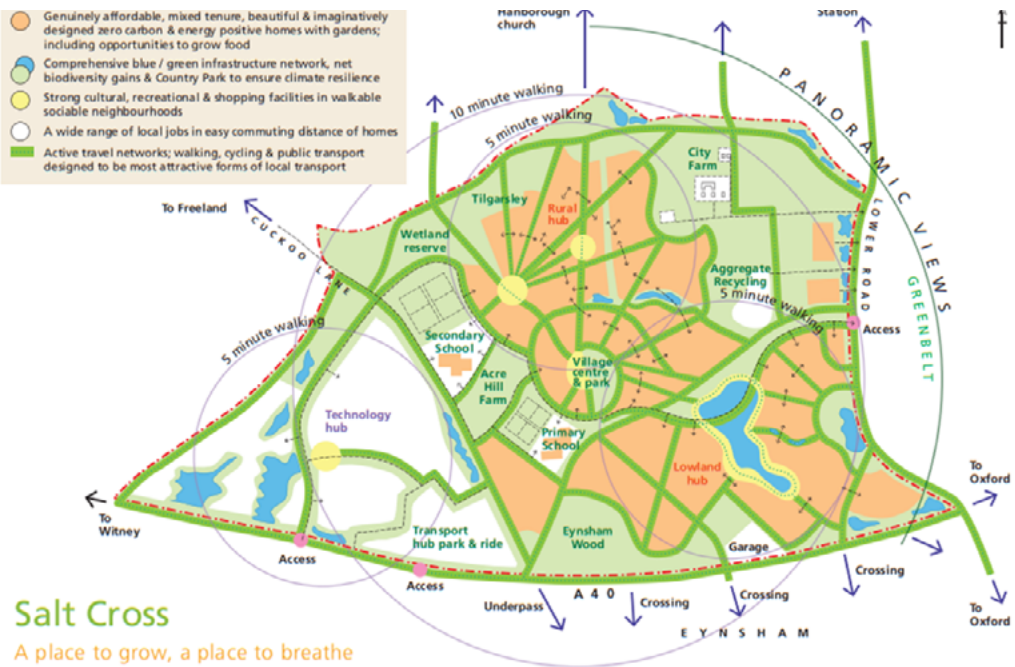 Genuinely affordable, mixed tenure, beautiful & imaginatively
designed zero carbon & energy positive homes with gardens;
including opportunities to grow food
Comprehensive blue / green infrastructure network, net
biodiversity gains & Country Park to ensure climate resilience
Strong cultural, recreational & shopping facilities in walkable
sociable neighbourhoods
A wide range of local jobs in easy commuting distance of homes
Active travel networks; walking, cycling & public transport
designed to be most attractive forms of local transport
Hanborough
church
Station
10 minute walking
5 minute walking
PANORAMIC VIEWS
GREENBELT
City
Farm
Tilgarsley
Rural
hub
To Freeland
CUCKOO LANE
Wetland
reserve
LOWER ROAD
Aggregate
Recycling
5 minute walking
Access
5 minute walking
Secondary
School
Village
centre
& park
Acre
Hill
Farm
Technology
hub
Primary
School
Lowland
hub
To
Oxford
To
Witney
Transport
hub park & ride
Eynsham
Wood
Garage
Access
Access
Crossing
A40
Underpass
Crossing
Crossing
To
Oxford
EYNSHAM
Salt Cross
A place to grow, a place to breathe